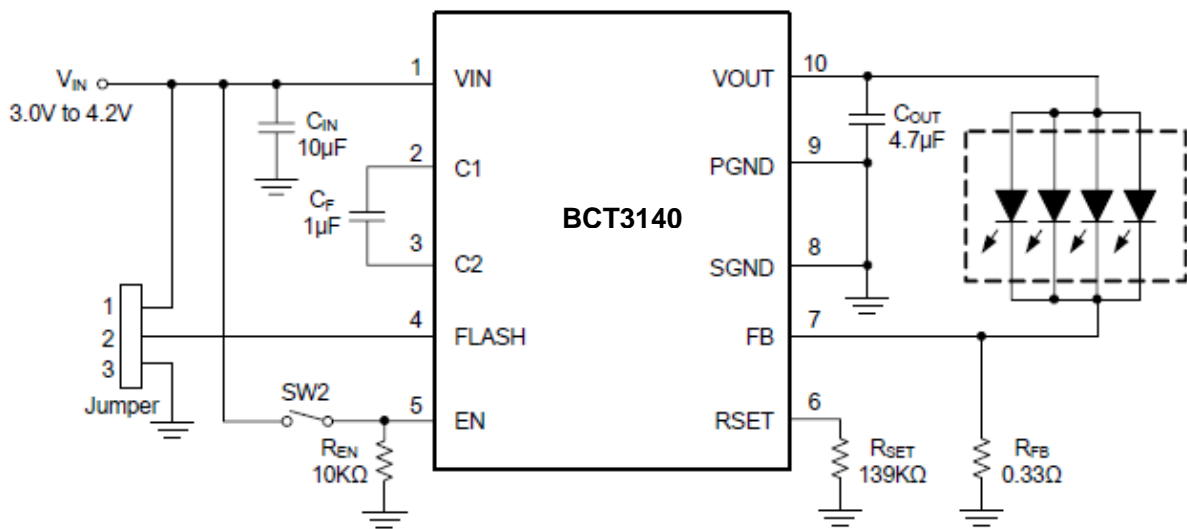 VIN
3.0V to 4.2V
CIN
10µF
CF
1µF
1
2
3
Jumper
SW2
REN
10KΩ
1
2
3
4
5
VIN
C1
C2
FLASH
EN
BCT3140
VOUT
PGND
SGND
FB
RSET
10
9
8
7
6
COUT
4.7µF
RSET
139KΩ
RFB
0.33Ω